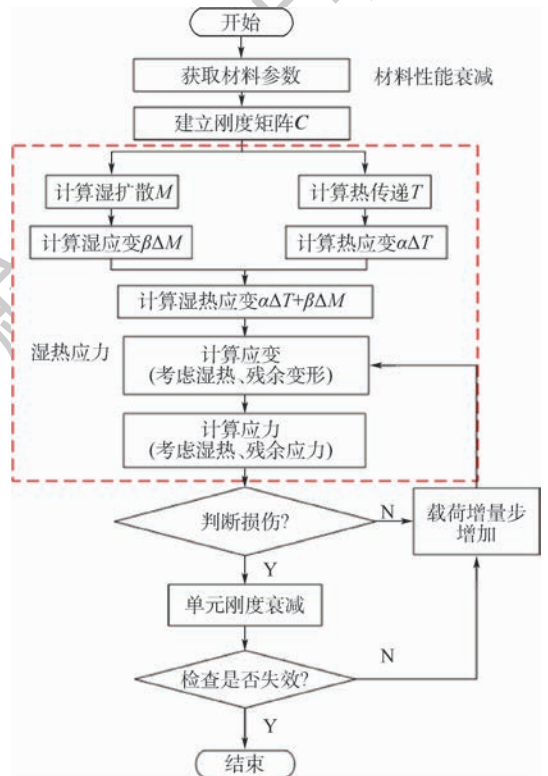 开始
获取材料参数
材料性能衰减
建立刚度矩阵C
计算湿扩散M
计算热传递T
计算湿应变βΔM
计算热应变αΔT
计算湿热应变αΔT+βΔM
湿热应力
计算应变
(考虑湿热、残余变形)
计算应力
(考虑湿热、残余应力)
判断损伤?
N
载荷增量步
增加
Y
单元刚度衰减
检查是否失效?
N
Y
结束